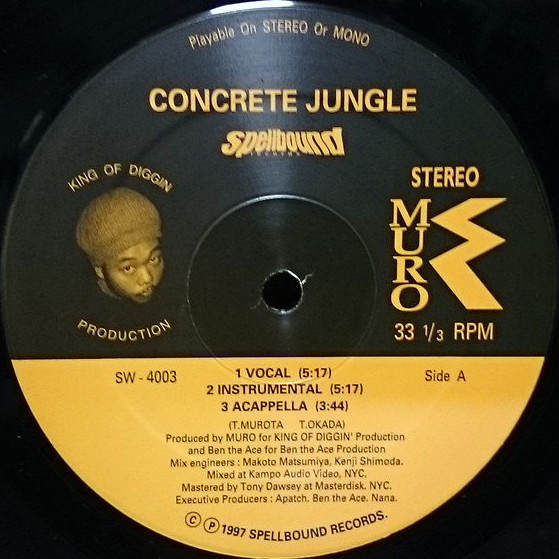 Playable On STEREO Or MONO
CONCRETE JUNGLE
spellbound
KING OF DIGGIN
PRODUCTION
STEREO
MURO
33 1/3 RPM
SW - 4003
Side A
1 VOCAL (5:17)
2 INSTRUMENTAL (5:17)
3 ACAPPELLA (3:44)
(T.MUROTA T.OKADA)
Produced by MURO for KING OF DIGGIN' Production
and Ben the Ace for Ben the Ace Production
Mix engineers : Makoto Matsumiya, Kenji Shimoda.
Mixed at Kampo Audio Video, NYC.
Mastered by Tony Dawsey at Masterdisk. NYC.
Executive Producers : Apatch. Ben the Ace. Nana.
Ⓒ Ⓟ 1997 SPELLBOUND RECORDS.